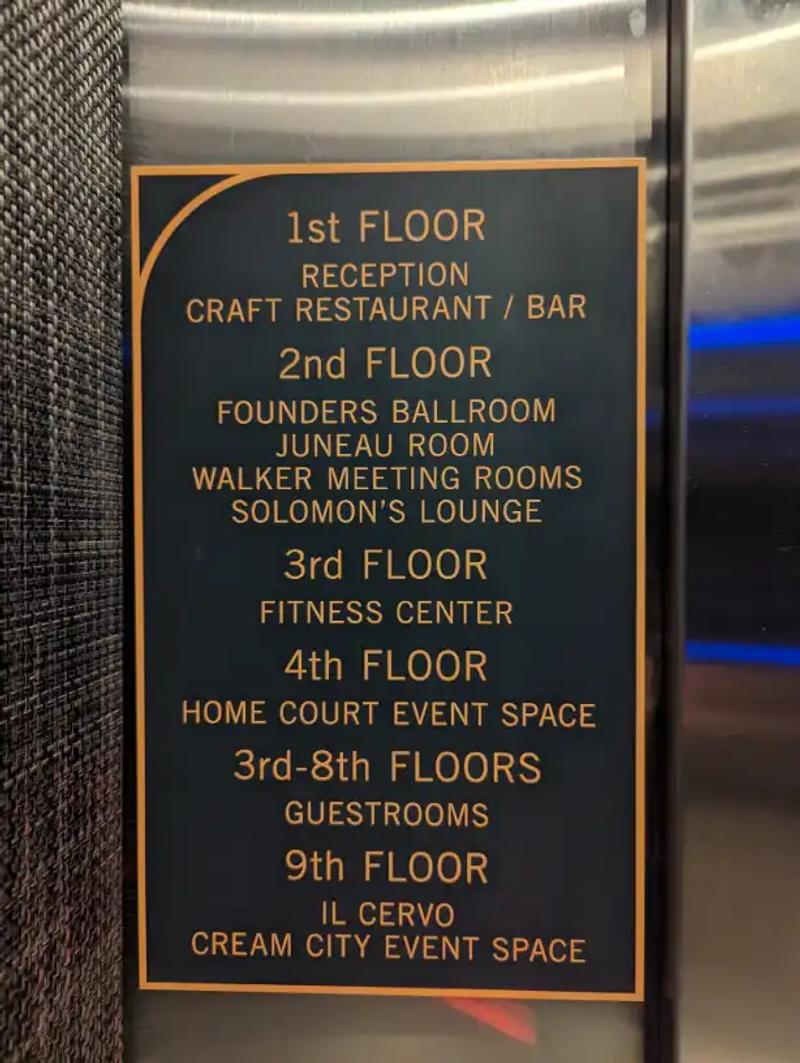 1st FLOOR
RECEPTION
CRAFT RESTAURANT / BAR
2nd FLOOR
FOUNDERS BALLROOM
JUNEAU ROOM
WALKER MEETING ROOMS
SOLOMON'S LOUNGE
3rd FLOOR
FITNESS CENTER
4th FLOOR
HOME COURT EVENT SPACE
3rd-8th FLOORS
GUESTROOMS
9th FLOOR
IL CERVO
CREAM CITY EVENT SPACE